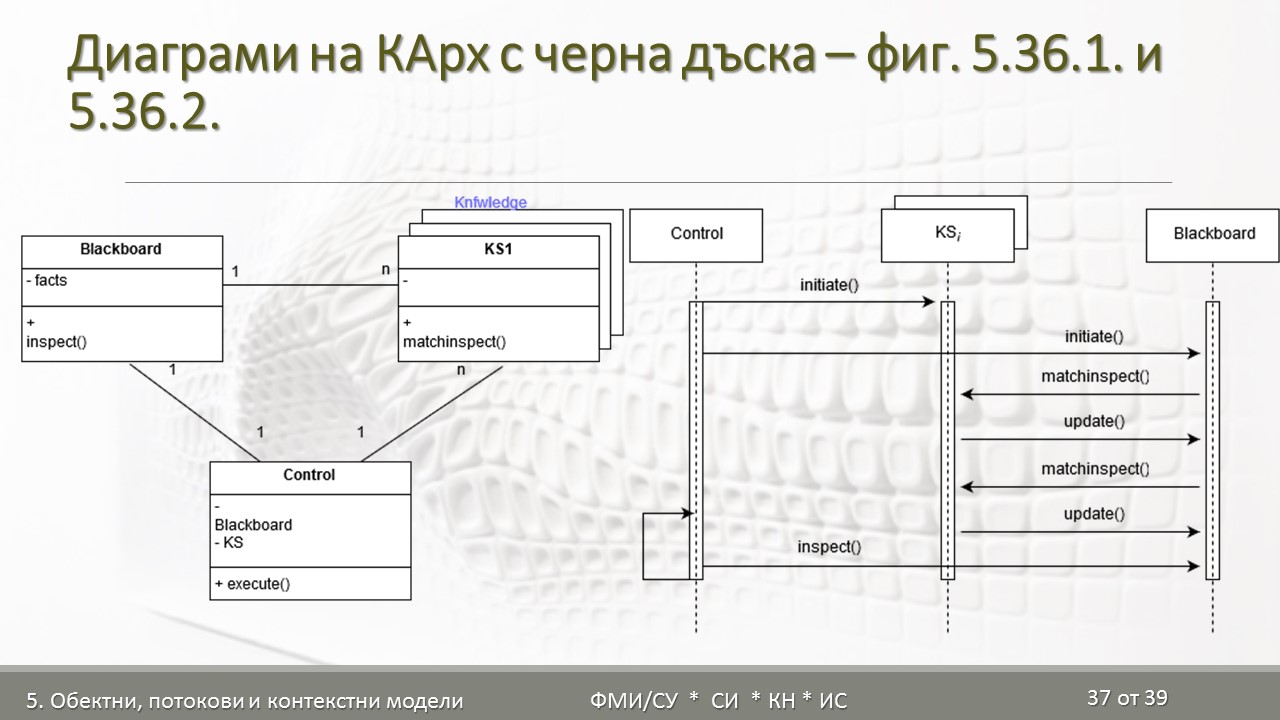 Диаграми на КАрх с черна дъска – фиг. 5.36.1. и
5.36.2.
Knfwledge
Blackboard
- facts
+
inspect()
1
n
KS1
-
+
matchinspect()
1
n
1
1
Control
-
Blackboard
- KS
+ execute()
Control
KSi
Blackboard
initiate()
initiate()
matchinspect()
update()
matchinspect()
update()
inspect()
5. Обектни, потокови и контекстни модели
ФМИ/СУ * СИ * КН * ИС
37 от 39